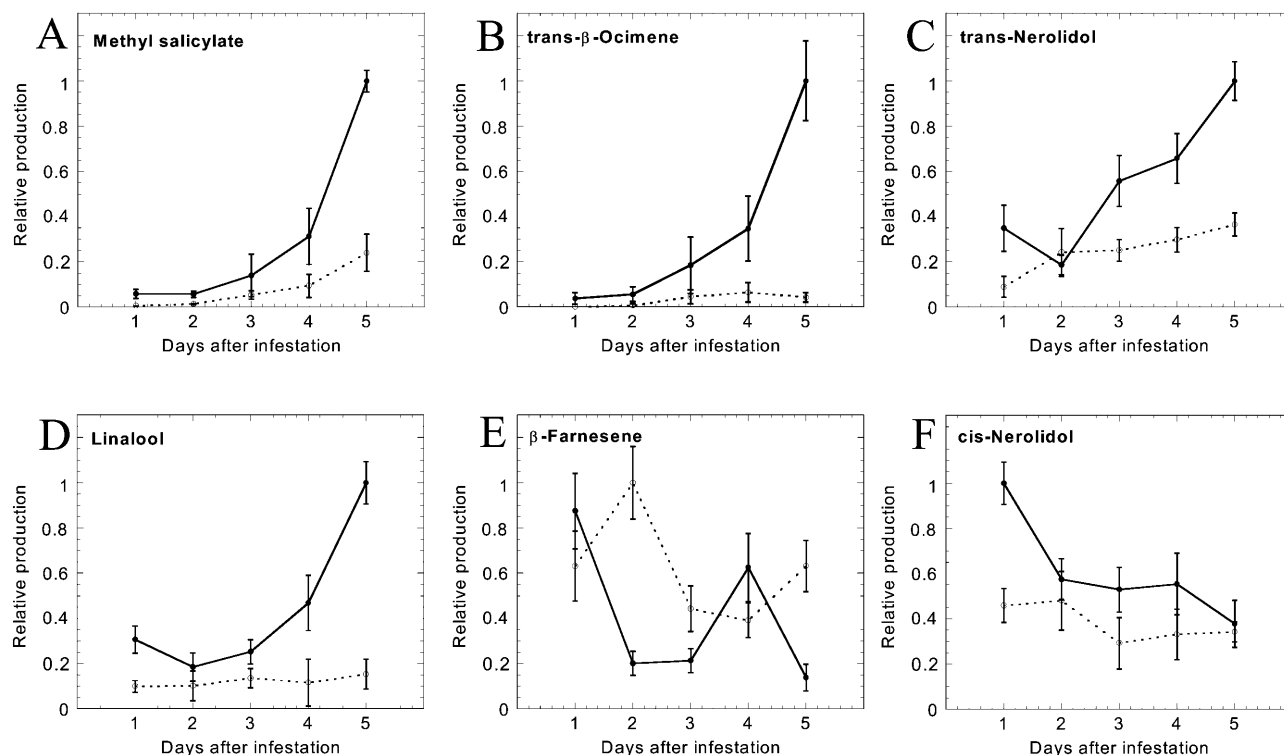 A
Methyl salicylate
Relative production
1
0.8
0.6
0.4
0.2
0
1 2 3 4 5
Days after infestation
B
trans-β-Ocimene
Relative production
1
0.8
0.6
0.4
0.2
0
1 2 3 4 5
Days after infestation
C
trans-Nerolidol
Relative production
1
0.8
0.6
0.4
0.2
0
1 2 3 4 5
Days after infestation
D
Linalool
Relative production
1
0.8
0.6
0.4
0.2
0
1 2 3 4 5
Days after infestation
E
β-Farnesene
Relative production
1
0.8
0.6
0.4
0.2
0
1 2 3 4 5
Days after infestation
F
cis-Nerolidol
Relative production
1
0.8
0.6
0.4
0.2
0
1 2 3 4 5
Days after infestation